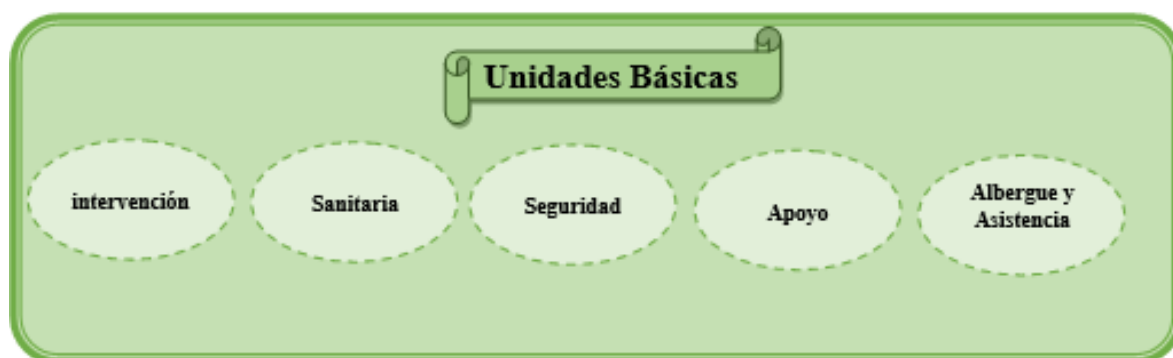 Unidades Básicas
intervención
Sanitaria
Seguridad
Apoyo
Albergue y
Asistencia